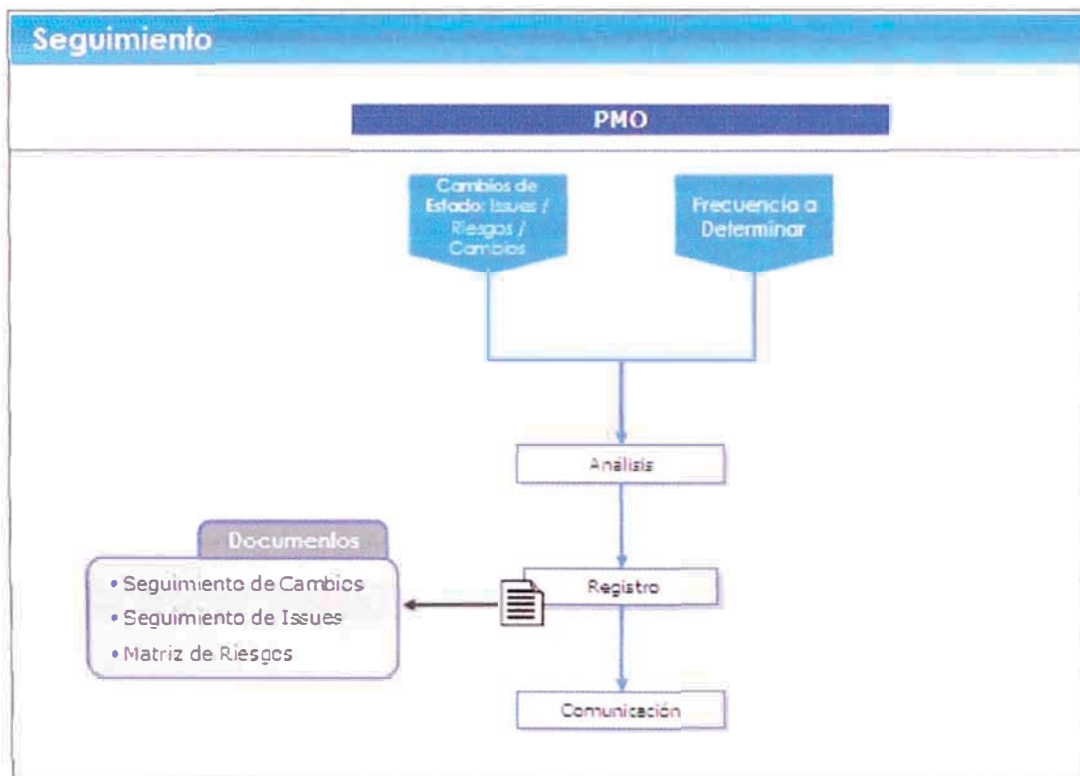 Seguimiento
PMO
Cambios de
Estado: Issues /
Riesgos /
Cambios
Frecuencia a
Determinar
Análisis
Documentos
• Seguimiento de Cambios
• Seguimiento de Issues
• Matriz de Riesgos
Registro
Comunicación